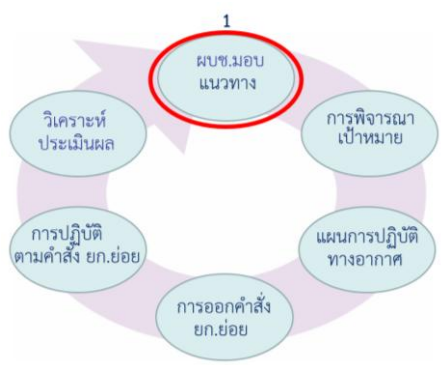 1
ผบช.มอบ
แนวทาง
การพิจารณา
เป้าหมาย
แผนการปฏิบัติ
ทางอากาศ
การออกคำสั่ง
ยก.ย่อย
การปฏิบัติ
ตามคำสั่ง ยก.ย่อย
วิเคราะห์
ประเมินผล